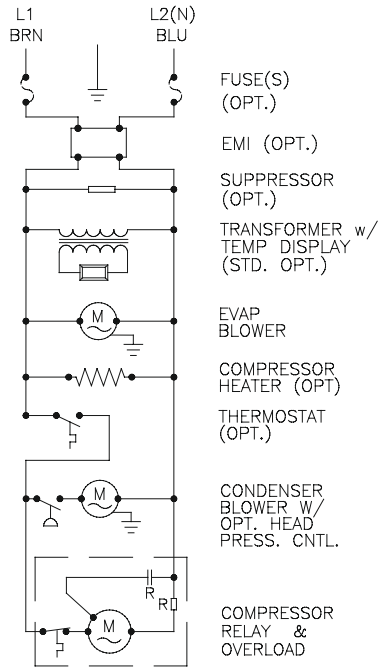 L1
L2(N)
BRN
BLU
FUSE(S)
(OPT.)
EMI (OPT.)
SUPPRESSOR
(OPT.)
TRANSFORMER w/
TEMP DISPLAY
(STD. OPT.)
M
EVAP
BLOWER
COMPRESSOR
HEATER (OPT)
THERMOSTAT
(OPT.)
M
CONDENSER
BLOWER W/
OPT. HEAD
PRESS. CNTL.
R
R
M
COMPRESSOR
RELAY &
OVERLOAD